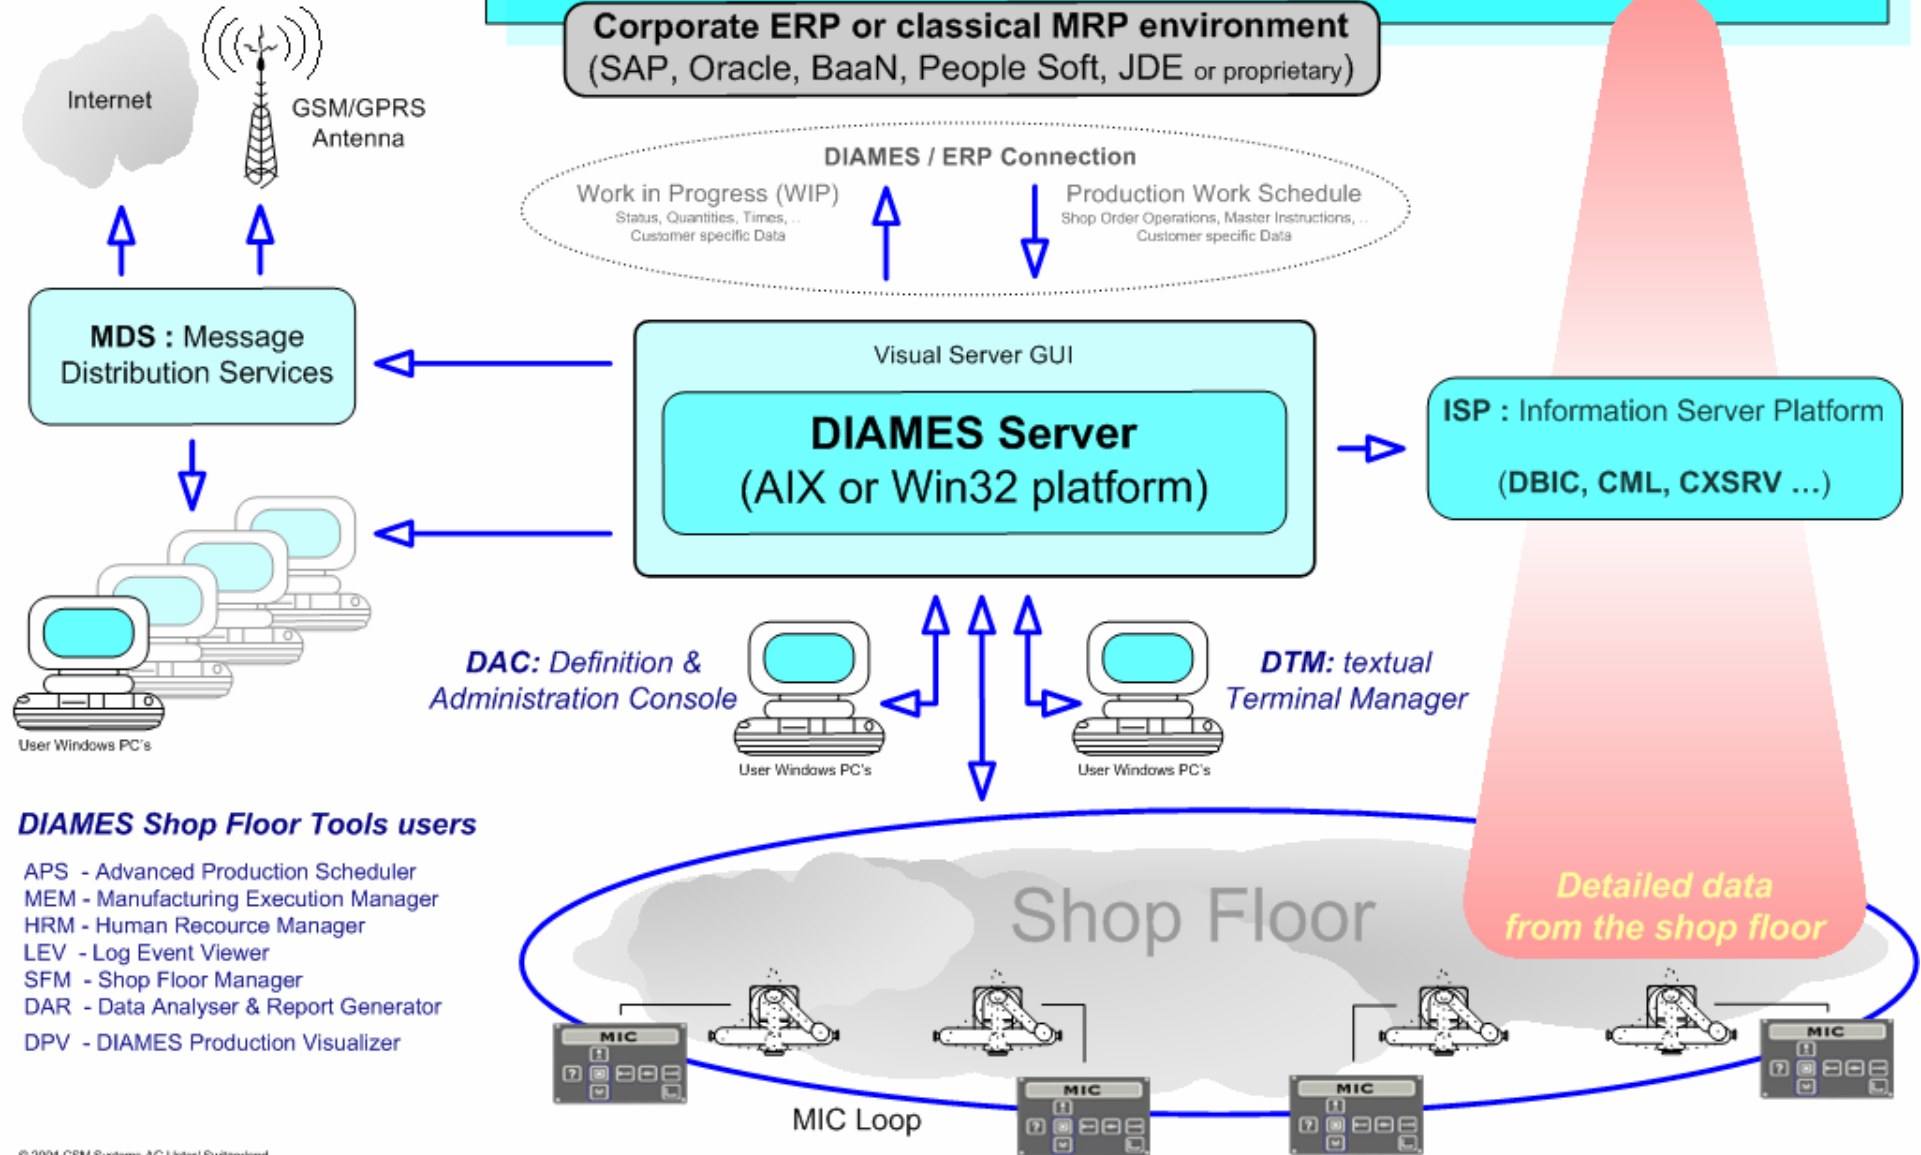 Corporate ERP or classical MRP environment
(SAP, Oracle, BaaN, People Soft, JDE or proprietary)
Internet
GSM/GPRS
Antenna
DIAMES / ERP Connection
Work in Progress (WIP)
Status, Quantities, Times, ..
Customer specific Data
Production Work Schedule
Shop Order Operations, Master Instructions, ..
Customer specific Data
MDS : Message
Distribution Services
Visual Server GUI
DIAMES Server
(AIX or Win32 platform)
ISP : Information Server Platform
(DBIC, CML, CXSRV ...)
DAC: Definition &
Administration Console
DTM: textual
Terminal Manager
User Windows PC's
User Windows PC's
User Windows PC's
DIAMES Shop Floor Tools users
APS - Advanced Production Scheduler
MEM - Manufacturing Execution Manager
HRM - Human Recource Manager
LEV - Log Event Viewer
SFM - Shop Floor Manager
DAR - Data Analyser & Report Generator
DPV - DIAMES Production Visualizer
Shop Floor
Detailed data
from the shop floor
MIC
MIC
MIC
MIC
MIC Loop